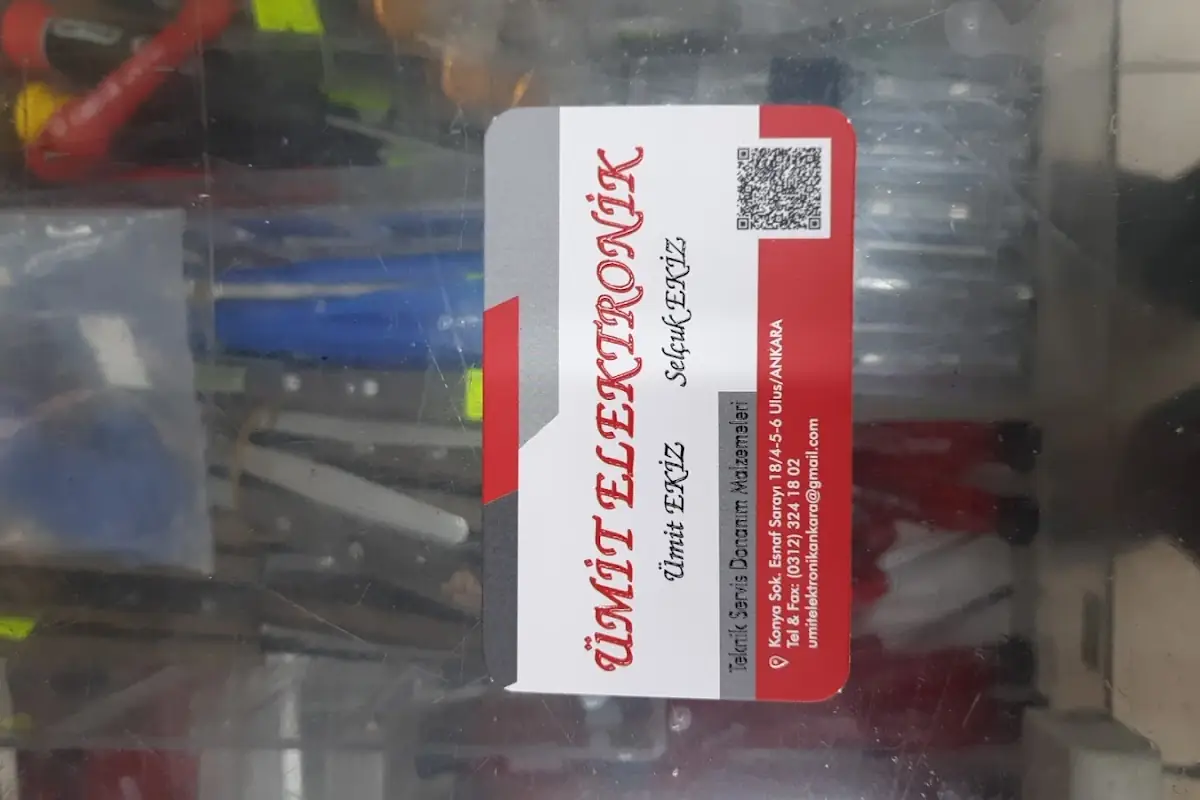 ÜMİT ELEKTRONİK
Ümit EKİZ
Selçuk EKİZ
Teknik Servis Donanım Malzemeleri
Konya Sok. Esnaf Sarayı 18/4-5-6 Ulus/ANKARA
Tel & Fax: (0312) 324 18 02
umitelektronikankara@gmail.com